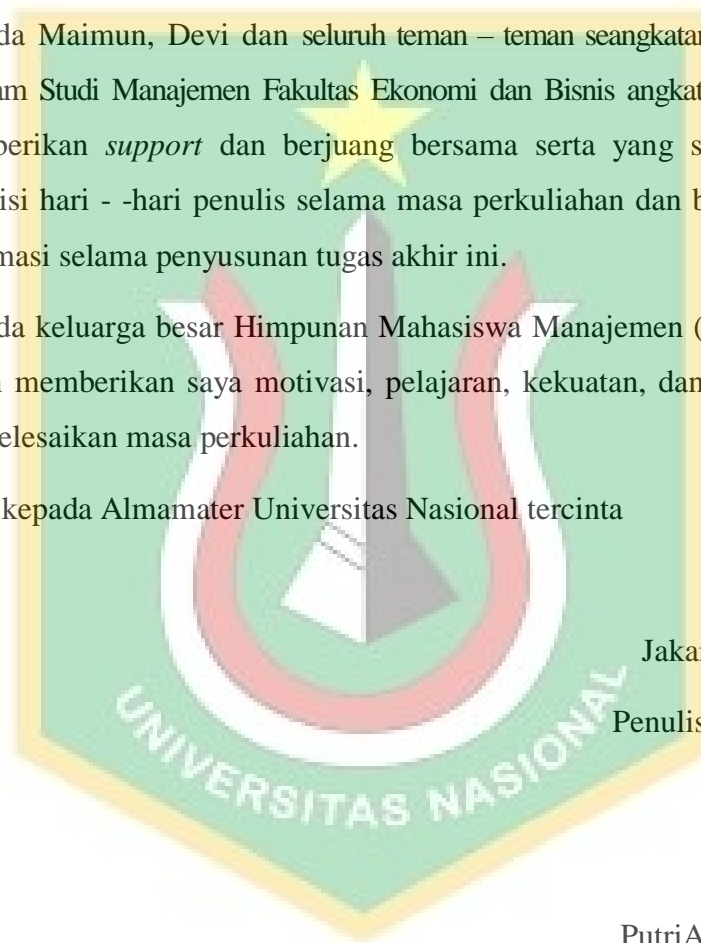 da Maimun, Devi dan seluruh teman – teman seangkatan
am Studi Manajemen Fakultas Ekonomi dan Bisnis angkat
berikan support dan berjuang bersama serta yang s
isi hari - -hari penulis selama masa perkuliahan dan b
masi selama penyusunan tugas akhir ini.
da keluarga besar Himpunan Mahasiswa Manajemen (
n memberikan saya motivasi, pelajaran, kekuatan, dan
elesaikan masa perkuliahan.
kepada Almamater Universitas Nasional tercinta
Jakar
Penulis
UNIVERSITAS NASIONAL
PutriA